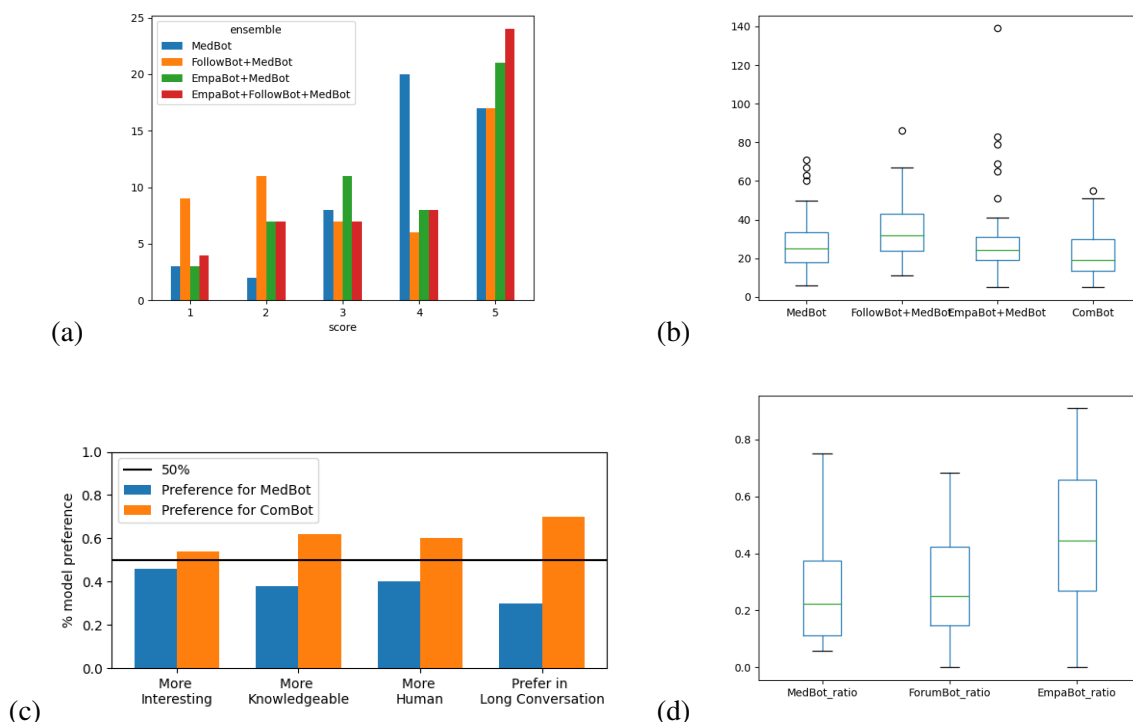 25
20
15
10
5
0
ensemble
MedBot
FollowBot+MedBot
EmpaBot+MedBot
EmpaBot+FollowBot+MedBot
1 2 3 4 5
score
(a)
140
120
100
80
60
40
20
0
MedBot FollowBot+MedBot EmpaBot+MedBot ComBot
(b)
% model preference
1.0
0.8
0.6
0.4
0.2
0.0
50%
Preference for MedBot
Preference for ComBot
More More More Prefer in
Interesting Knowledgeable Human Long Conversation
(c)
0.8
0.6
0.4
0.2
0.0
MedBot_ratio ForumBot_ratio EmpaBot_ratio
(d)